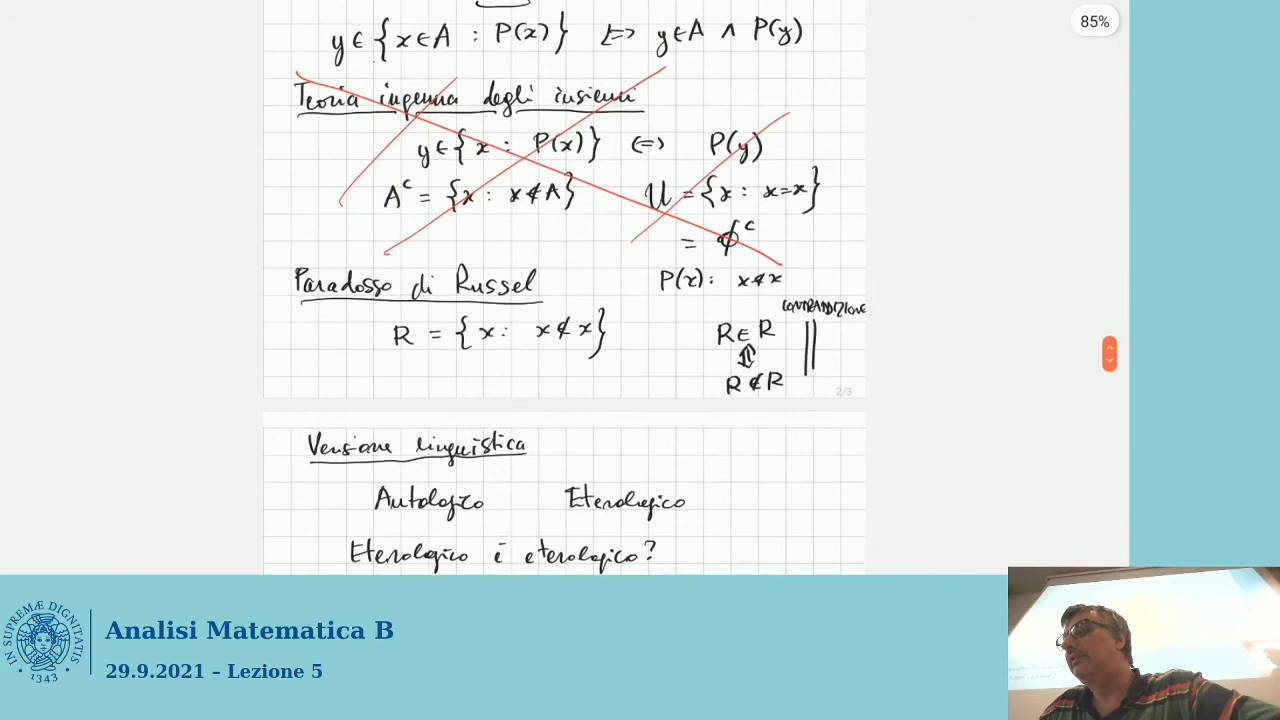 85%
y ∈ {x ∈ A : P(x)} ⇔ y ∈ A ∧ P(y)
Teoria ingenua degli insiemi
y ∈ {x : P(x)} ⇔ P(y)
Aᶜ = {x : x ∉ A} U = {x : x = x}
= ∅ᶜ
Paradosso di Russel P(x) : x ∉ x
CONTRADDIZIONE
R = {x : x ∉ x} R ∈ R
⇕
R ∉ R
2/3
Versione linguistica
Autologico Eterologico
Eterologico è eterologico?
IN SUPREMÆ DIGNITATIS
1343
Analisi Matematica B
29.9.2021 – Lezione 5